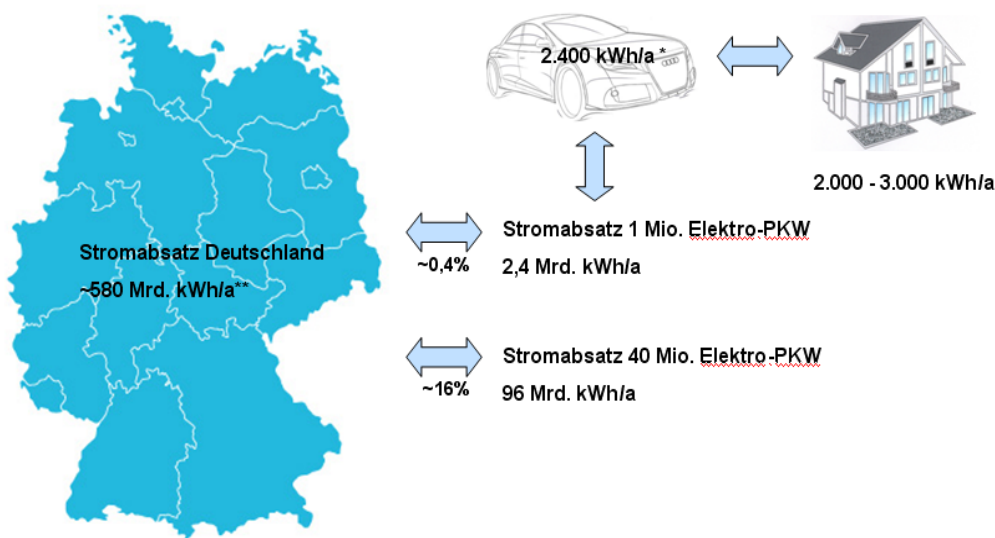 2.400 kWh/a *
2.000 - 3.000 kWh/a
Stromabsatz Deutschland
~580 Mrd. kWh/a**
~0,4%
Stromabsatz 1 Mio. Elektro-PKW
2,4 Mrd. kWh/a
~16%
Stromabsatz 40 Mio. Elektro-PKW
96 Mrd. kWh/a